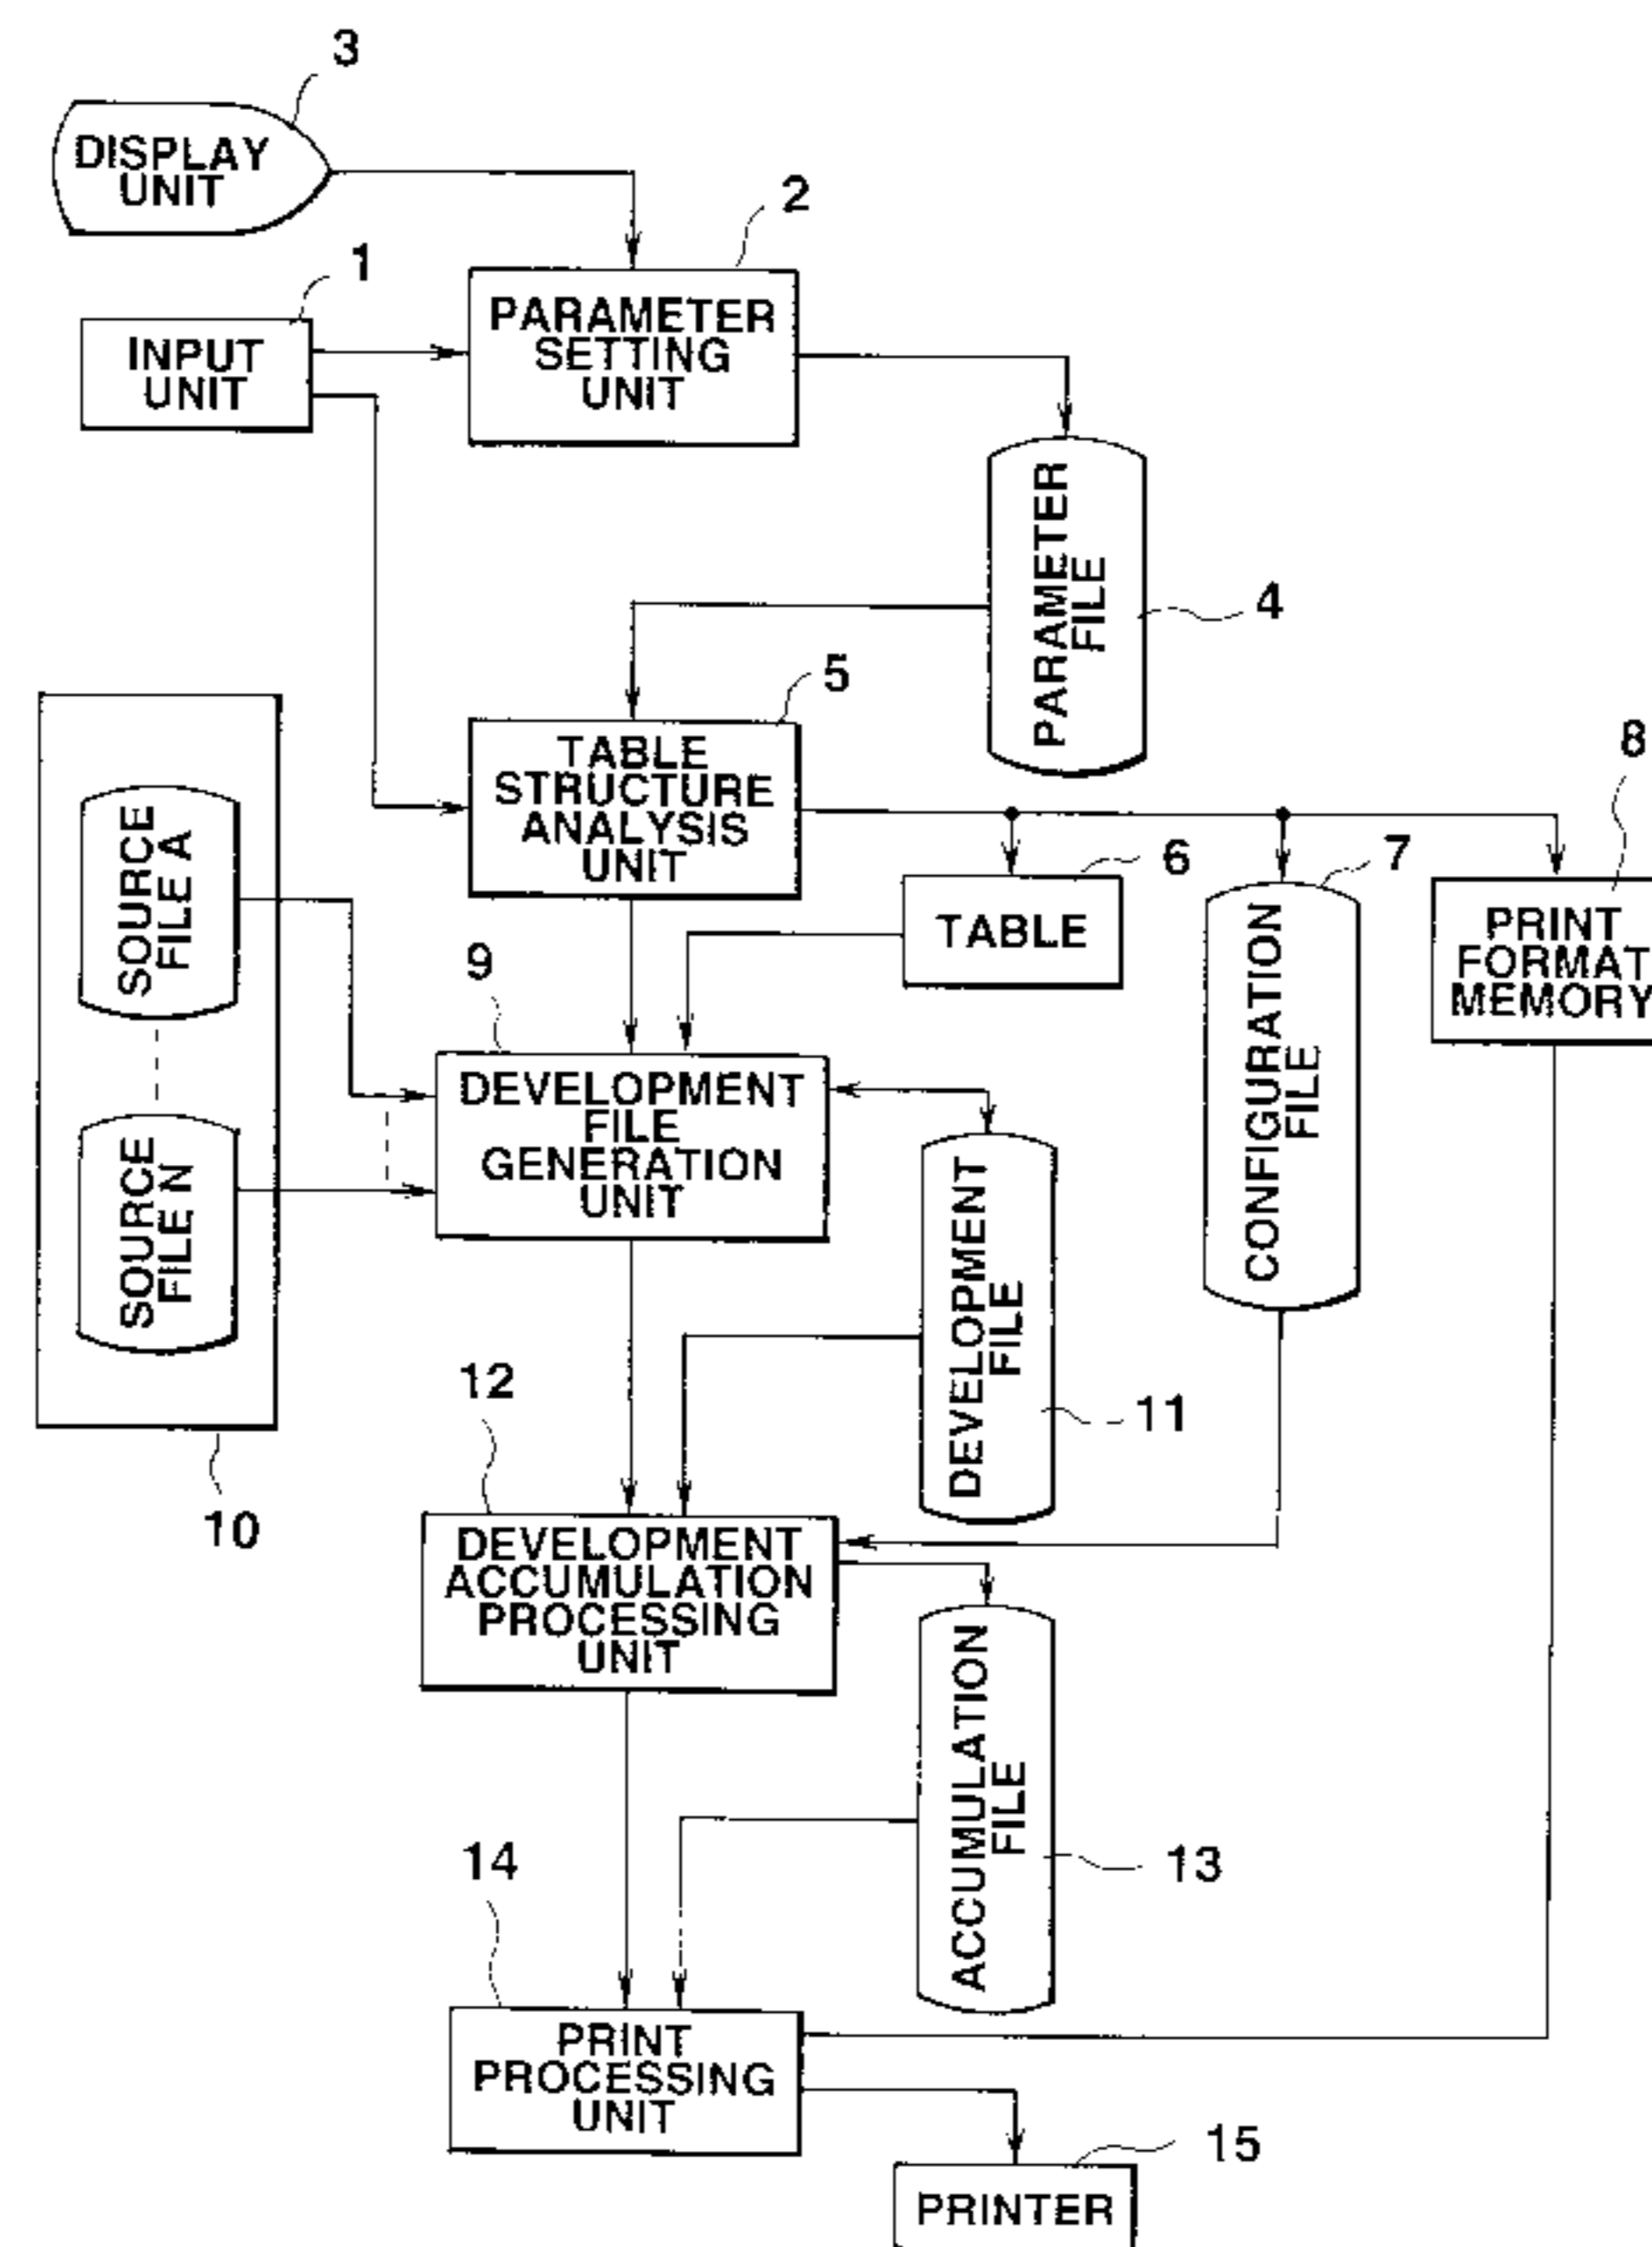 3
DISPLAY
UNIT
2
1
PARAMETER
SETTING
UNIT
INPUT
UNIT
PARAMETER
FILE
4
5
TABLE
STRUCTURE
ANALYSIS
UNIT
8
SOURCE
FILE A
6
7
TABLE
CONFIGURATION
FILE
PRINT
FORMAT
MEMORY
9
DEVELOPMENT
FILE
GENERATION
UNIT
SOURCE
FILE N
DEVELOPMENT
FILE
11
12
10
DEVELOPMENT
ACCUMULATION
PROCESSING
UNIT
ACCUMULATION
FILE
13
14
PRINT
PROCESSING
UNIT
15
PRINTER